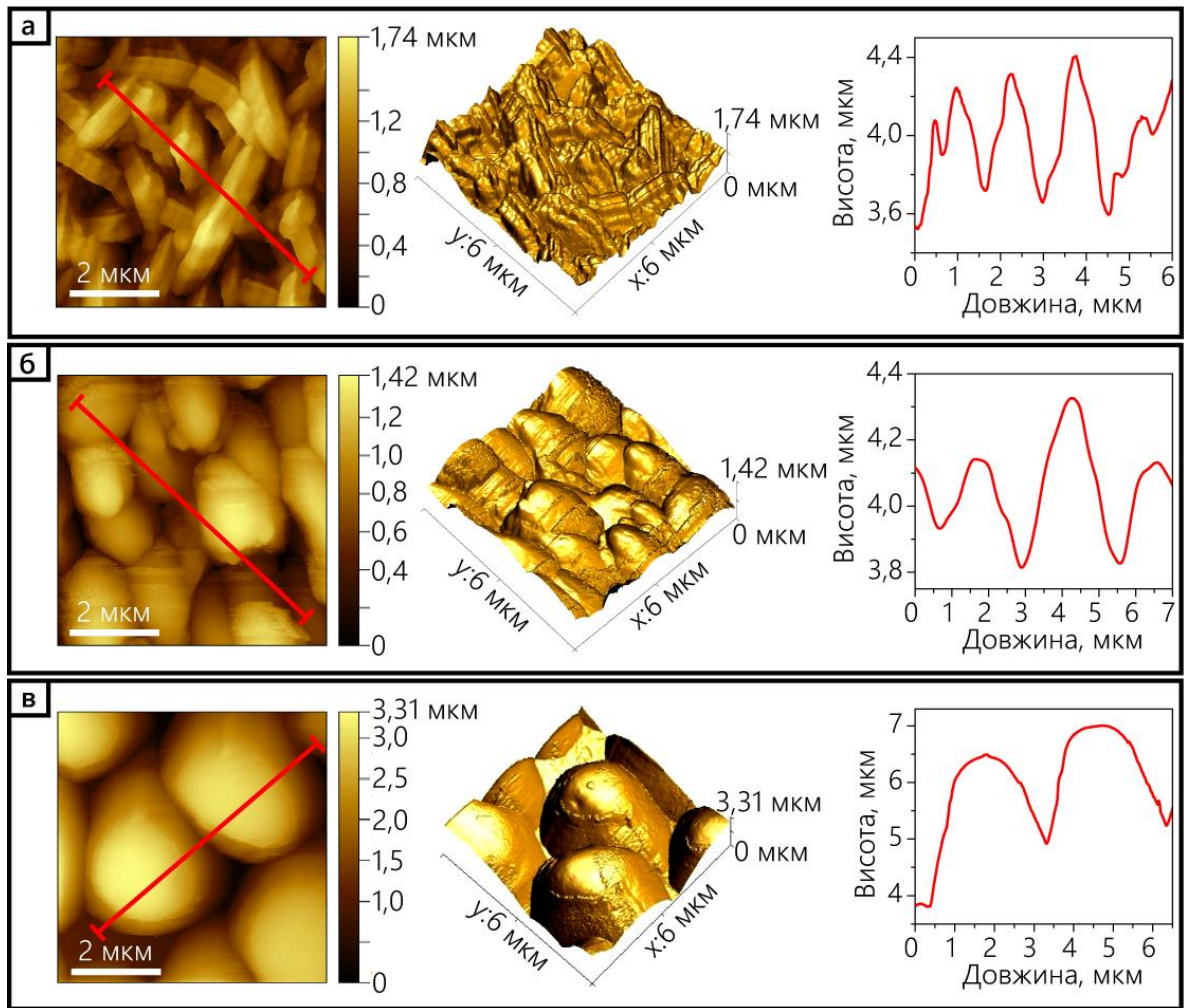 а
1,74 мкм
1,2
0,8
0,4
0
2 мкм
1,74 мкм
0 мкм
y:6 мкм
x:6 мкм
4,4
4,0
3,6
Висота, мкм
0 1 2 3 4 5 6
Довжина, мкм
б
1,42 мкм
1,2
1,0
0,8
0,6
0,4
0
2 мкм
1,42 мкм
0 мкм
y:6 мкм
x:6 мкм
4,4
4,2
4,0
3,8
Висота, мкм
0 1 2 3 4 5 6 7
Довжина, мкм
в
3,31 мкм
3,0
2,5
2,0
1,5
1,0
0
2 мкм
3,31 мкм
0 мкм
y:6 мкм
x:6 мкм
7
6
5
4
Висота, мкм
0 1 2 3 4 5 6
Довжина, мкм